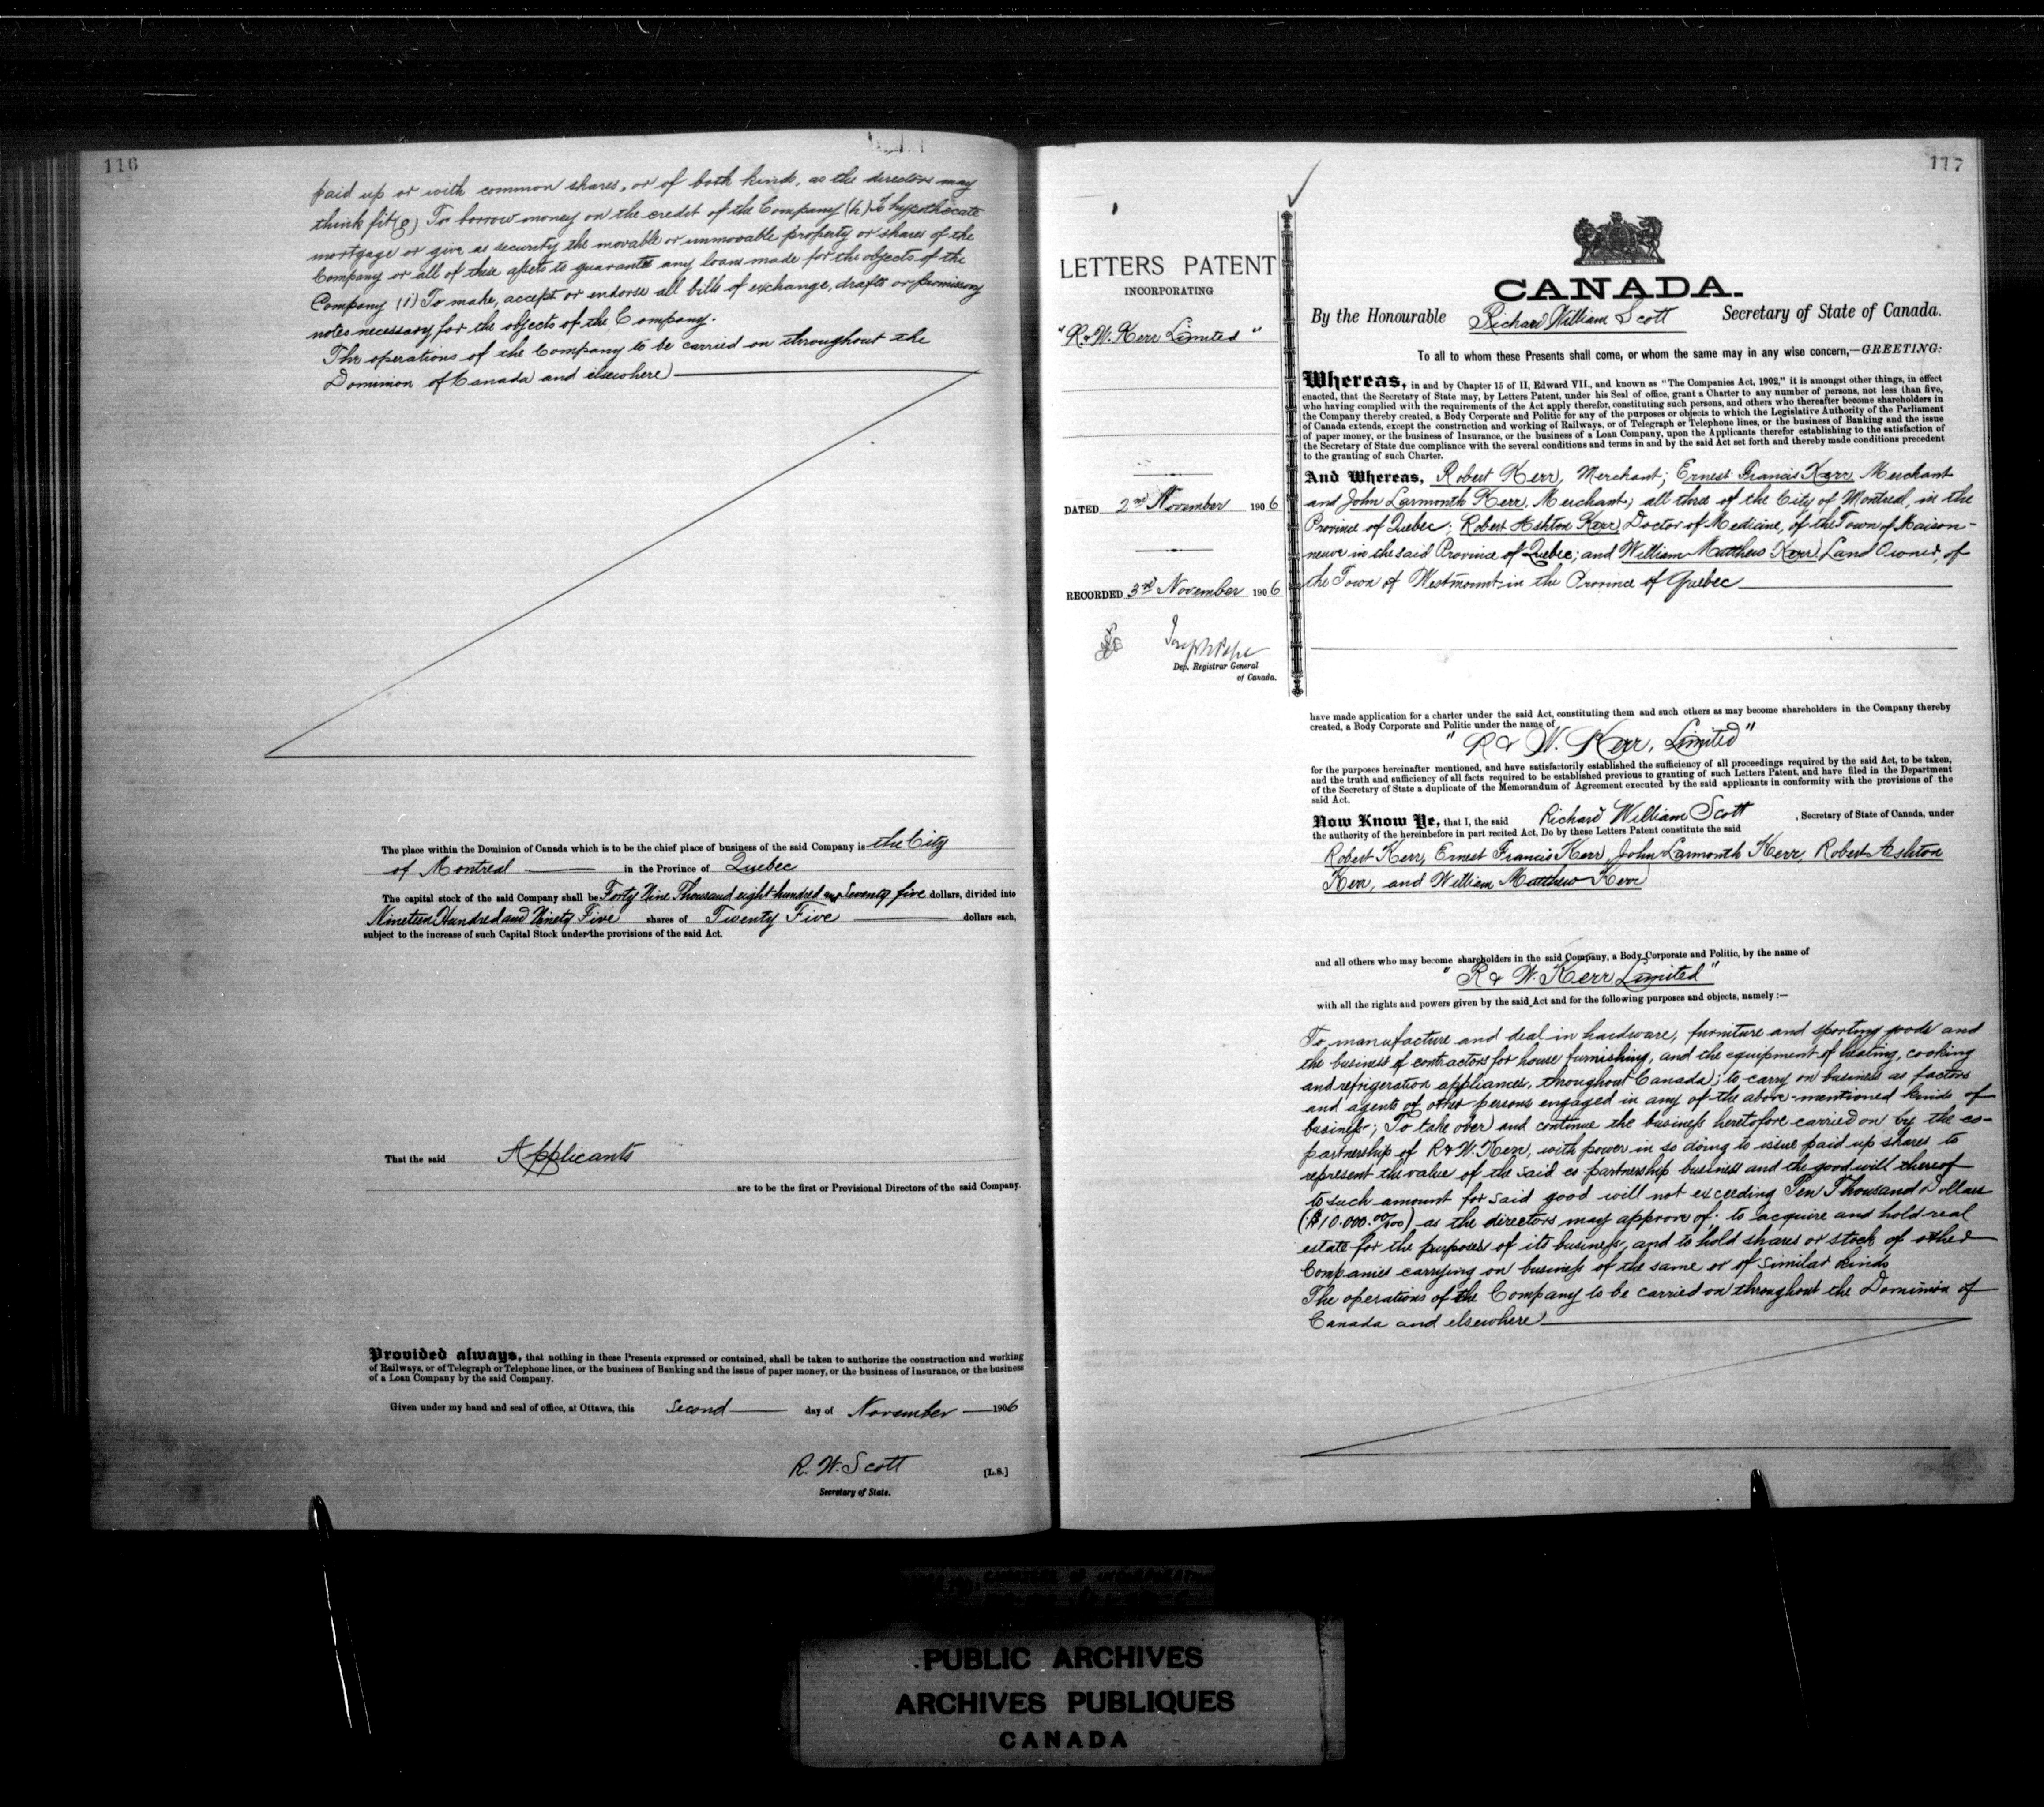 116
paid up or with common shares, or of both kinds, as the directors may
think fit (g) To borrow money on the credit of the Company (h) To hypothecate
mortgage or give as security the movable or immovable property or shares of the
Company or all of these assets to guarantee any loans made for the objects of the
Company (i) To make, accept or endorse all bills of exchange, drafts or promissory
notes necessary for the objects of the Company.
The operations of the Company to be carried on throughout the
Dominion of Canada and elsewhere
The place within the Dominion of Canada which is to be the chief place of business of the said Company is the City
of Montreal in the Province of Quebec
The capital stock of the said Company shall be Forty Nine Thousand eight hundred and Seventy five dollars, divided into
Nineteen Hundred and Ninety Five shares of Twenty Five dollars each,
subject to the increase of such Capital Stock under the provisions of the said Act.
That the said Applicants
are to be the first or Provisional Directors of the said Company.
Provided always, that nothing in these Presents expressed or contained, shall be taken to authorize the construction and working
of Railways, or of Telegraph or Telephone lines, or the business of Banking and the issue of paper money, or the business of Insurance, or the business
of a Loan Company by the said Company.
Given under my hand and seal of office, at Ottawa, this Second day of November 1906
R. W. Scott [L.S.]
Secretary of State.
117
LETTERS PATENT
INCORPORATING
"R & W. Kerr Limited"
DATED 2nd November 1906
RECORDED 3rd November 1906
Joseph Pope
Dep. Registrar General
of Canada.
CANADA.
By the Honourable Richard William Scott Secretary of State of Canada.
To all to whom these Presents shall come, or whom the same may in any wise concern,—GREETING:
Whereas, in and by Chapter 15 of II, Edward VII., and known as "The Companies Act, 1902," it is amongst other things, in effect
enacted, that the Secretary of State may, by Letters Patent, under his Seal of office, grant a Charter to any number of persons, not less than five,
who having complied with the requirements of the Act apply therefor, constituting such persons, and others who thereafter become shareholders in
the Company thereby created, a Body Corporate and Politic for any of the purposes or objects to which the Legislative Authority of the Parliament
of Canada extends, except the construction and working of Railways, or of Telegraph or Telephone lines, or the business of Banking and the issue
of paper money, or the business of Insurance, or the business of a Loan Company, upon the Applicants therefor establishing to the satisfaction of
the Secretary of State due compliance with the several conditions and terms in and by the said Act set forth and thereby made conditions precedent
to the granting of such Charter.
And Whereas, Robert Kerr, Merchant; Ernest Francis Kerr, Merchant
and John Larmonth Kerr, Merchant; all three of the City of Montreal, in the
Province of Quebec; Robert Ashton Kerr, Doctor of Medicine, of the Town of Maison-
neuve in the said Province of Quebec; and William Matthew Kerr, Land Owner, of
the Town of Westmount in the Province of Quebec
have made application for a charter under the said Act, constituting them and such others as may become shareholders in the Company thereby
created, a Body Corporate and Politic under the name of
"R & W. Kerr, Limited"
for the purposes hereinafter mentioned, and have satisfactorily established the sufficiency of all proceedings required by the said Act, to be taken,
and the truth and sufficiency of all facts required to be established previous to granting of such Letters Patent, and have filed in the Department
of the Secretary of State a duplicate of the Memorandum of Agreement executed by the said applicants in conformity with the provisions of the
said Act.
Now Know Ye, that I, the said Richard William Scott, Secretary of State of Canada, under
the authority of the hereinbefore in part recited Act, Do by these Letters Patent constitute the said
Robert Kerr, Ernest Francis Kerr, John Larmonth Kerr, Robert Ashton
Kerr, and William Matthew Kerr
and all others who may become shareholders in the said Company, a Body Corporate and Politic, by the name of
"R & W. Kerr Limited"
with all the rights and powers given by the said Act and for the following purposes and objects, namely :—
To manufacture and deal in hardware, furniture and sporting goods and
the business of contractors for house furnishing, and the equipment of heating, cooking
and refrigeration appliances, throughout Canada; to carry on business as factors
and agents of other persons engaged in any of the above-mentioned kinds of
business; To take over and continue the business heretofore carried on by the co-
partnership of R & W. Kerr, with power in so doing to issue paid up shares to
represent the value of the said co partnership business and the good will thereof
to such amount for said good will not exceeding Ten Thousand Dollars
($10.000.00/100) as the directors may approve of; to acquire and hold real
estate for the purposes of its business, and to hold shares or stock of other
Companies carrying on business of the same or of similar kinds
The operations of the Company to be carried on throughout the Dominion of
Canada and elsewhere
PUBLIC ARCHIVES
ARCHIVES PUBLIQUES
CANADA